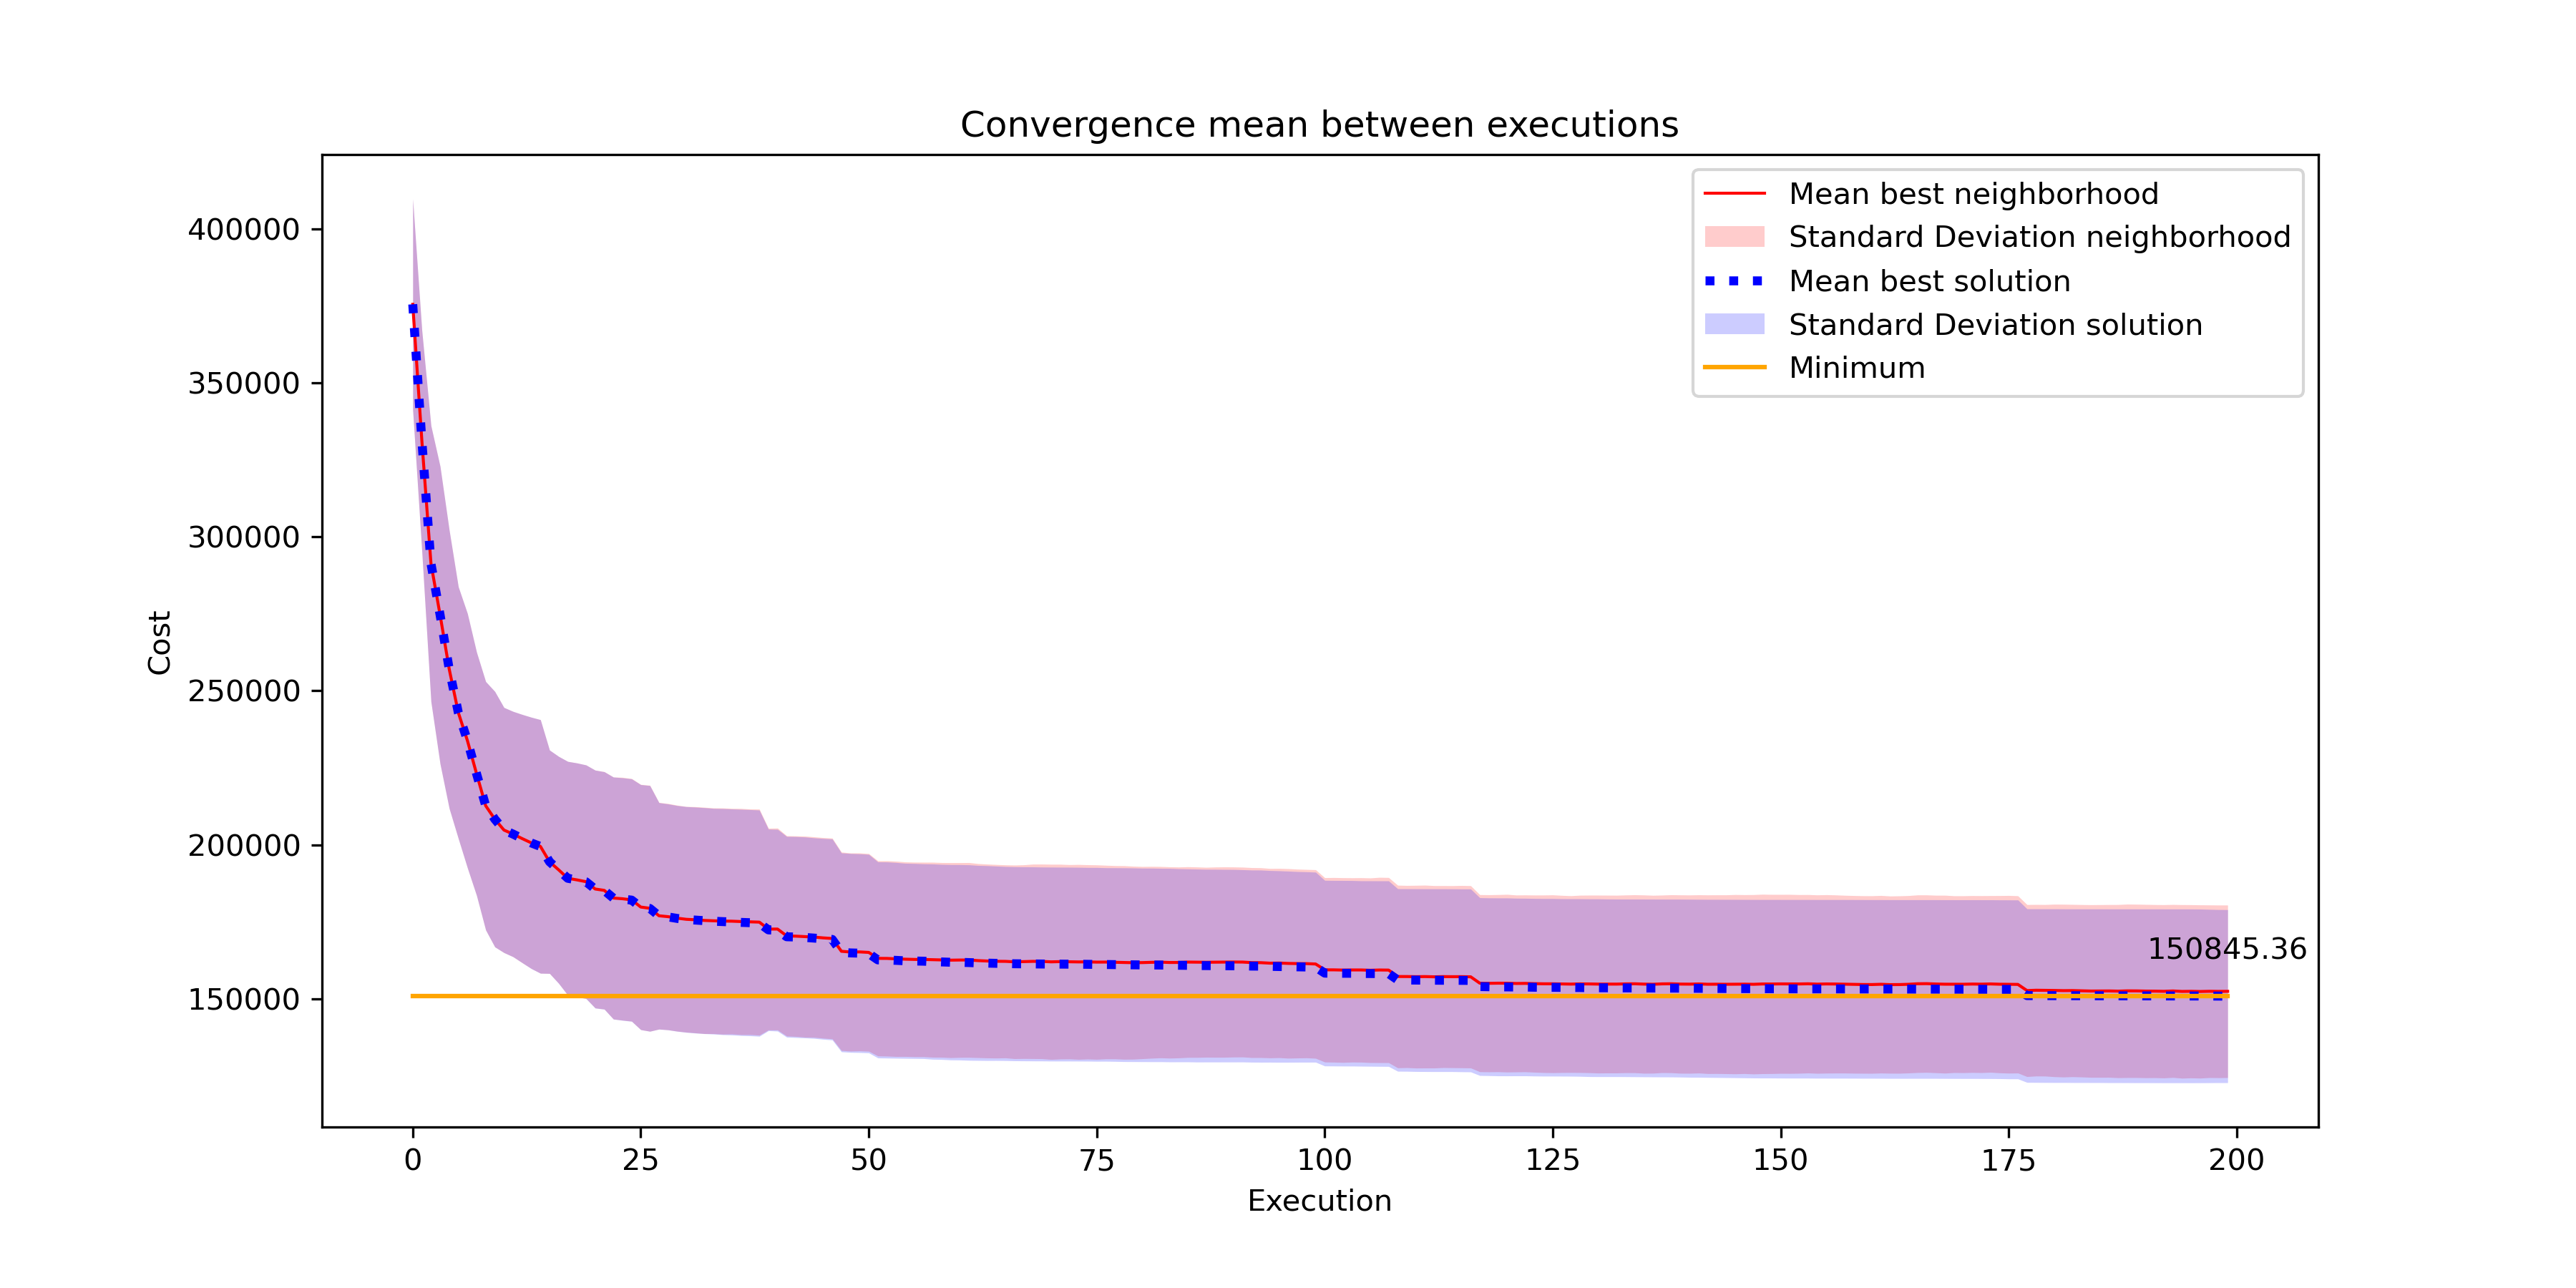 Convergence mean between executions
Mean best neighborhood
Standard Deviation neighborhood
Mean best solution
Standard Deviation solution
Minimum
400000
350000
300000
250000
200000
150000
Cost
150845.36
0 25 50 75 100 125 150 175 200
Execution